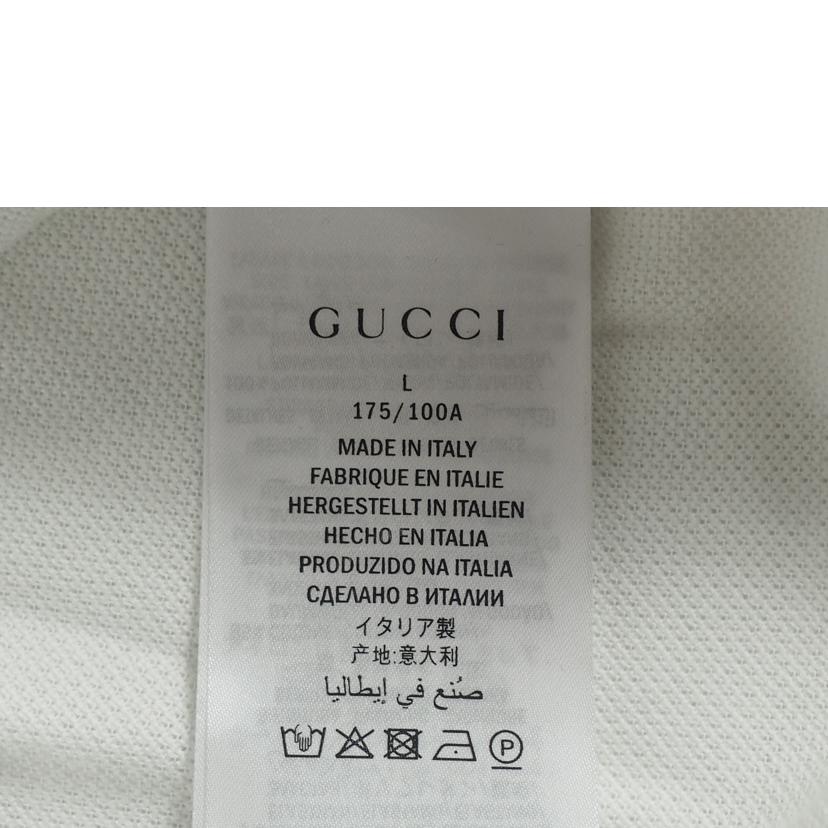 GUCCI
L
175/100A
MADE IN ITALY
FABRIQUE EN ITALIE
HERGESTELLT IN ITALIEN
HECHO EN ITALIA
PRODUZIDO NA ITALIA
СДЕЛАНО В ИТАЛИИ
イタリア製
产地:意大利
صُنع في إيطاليا
P